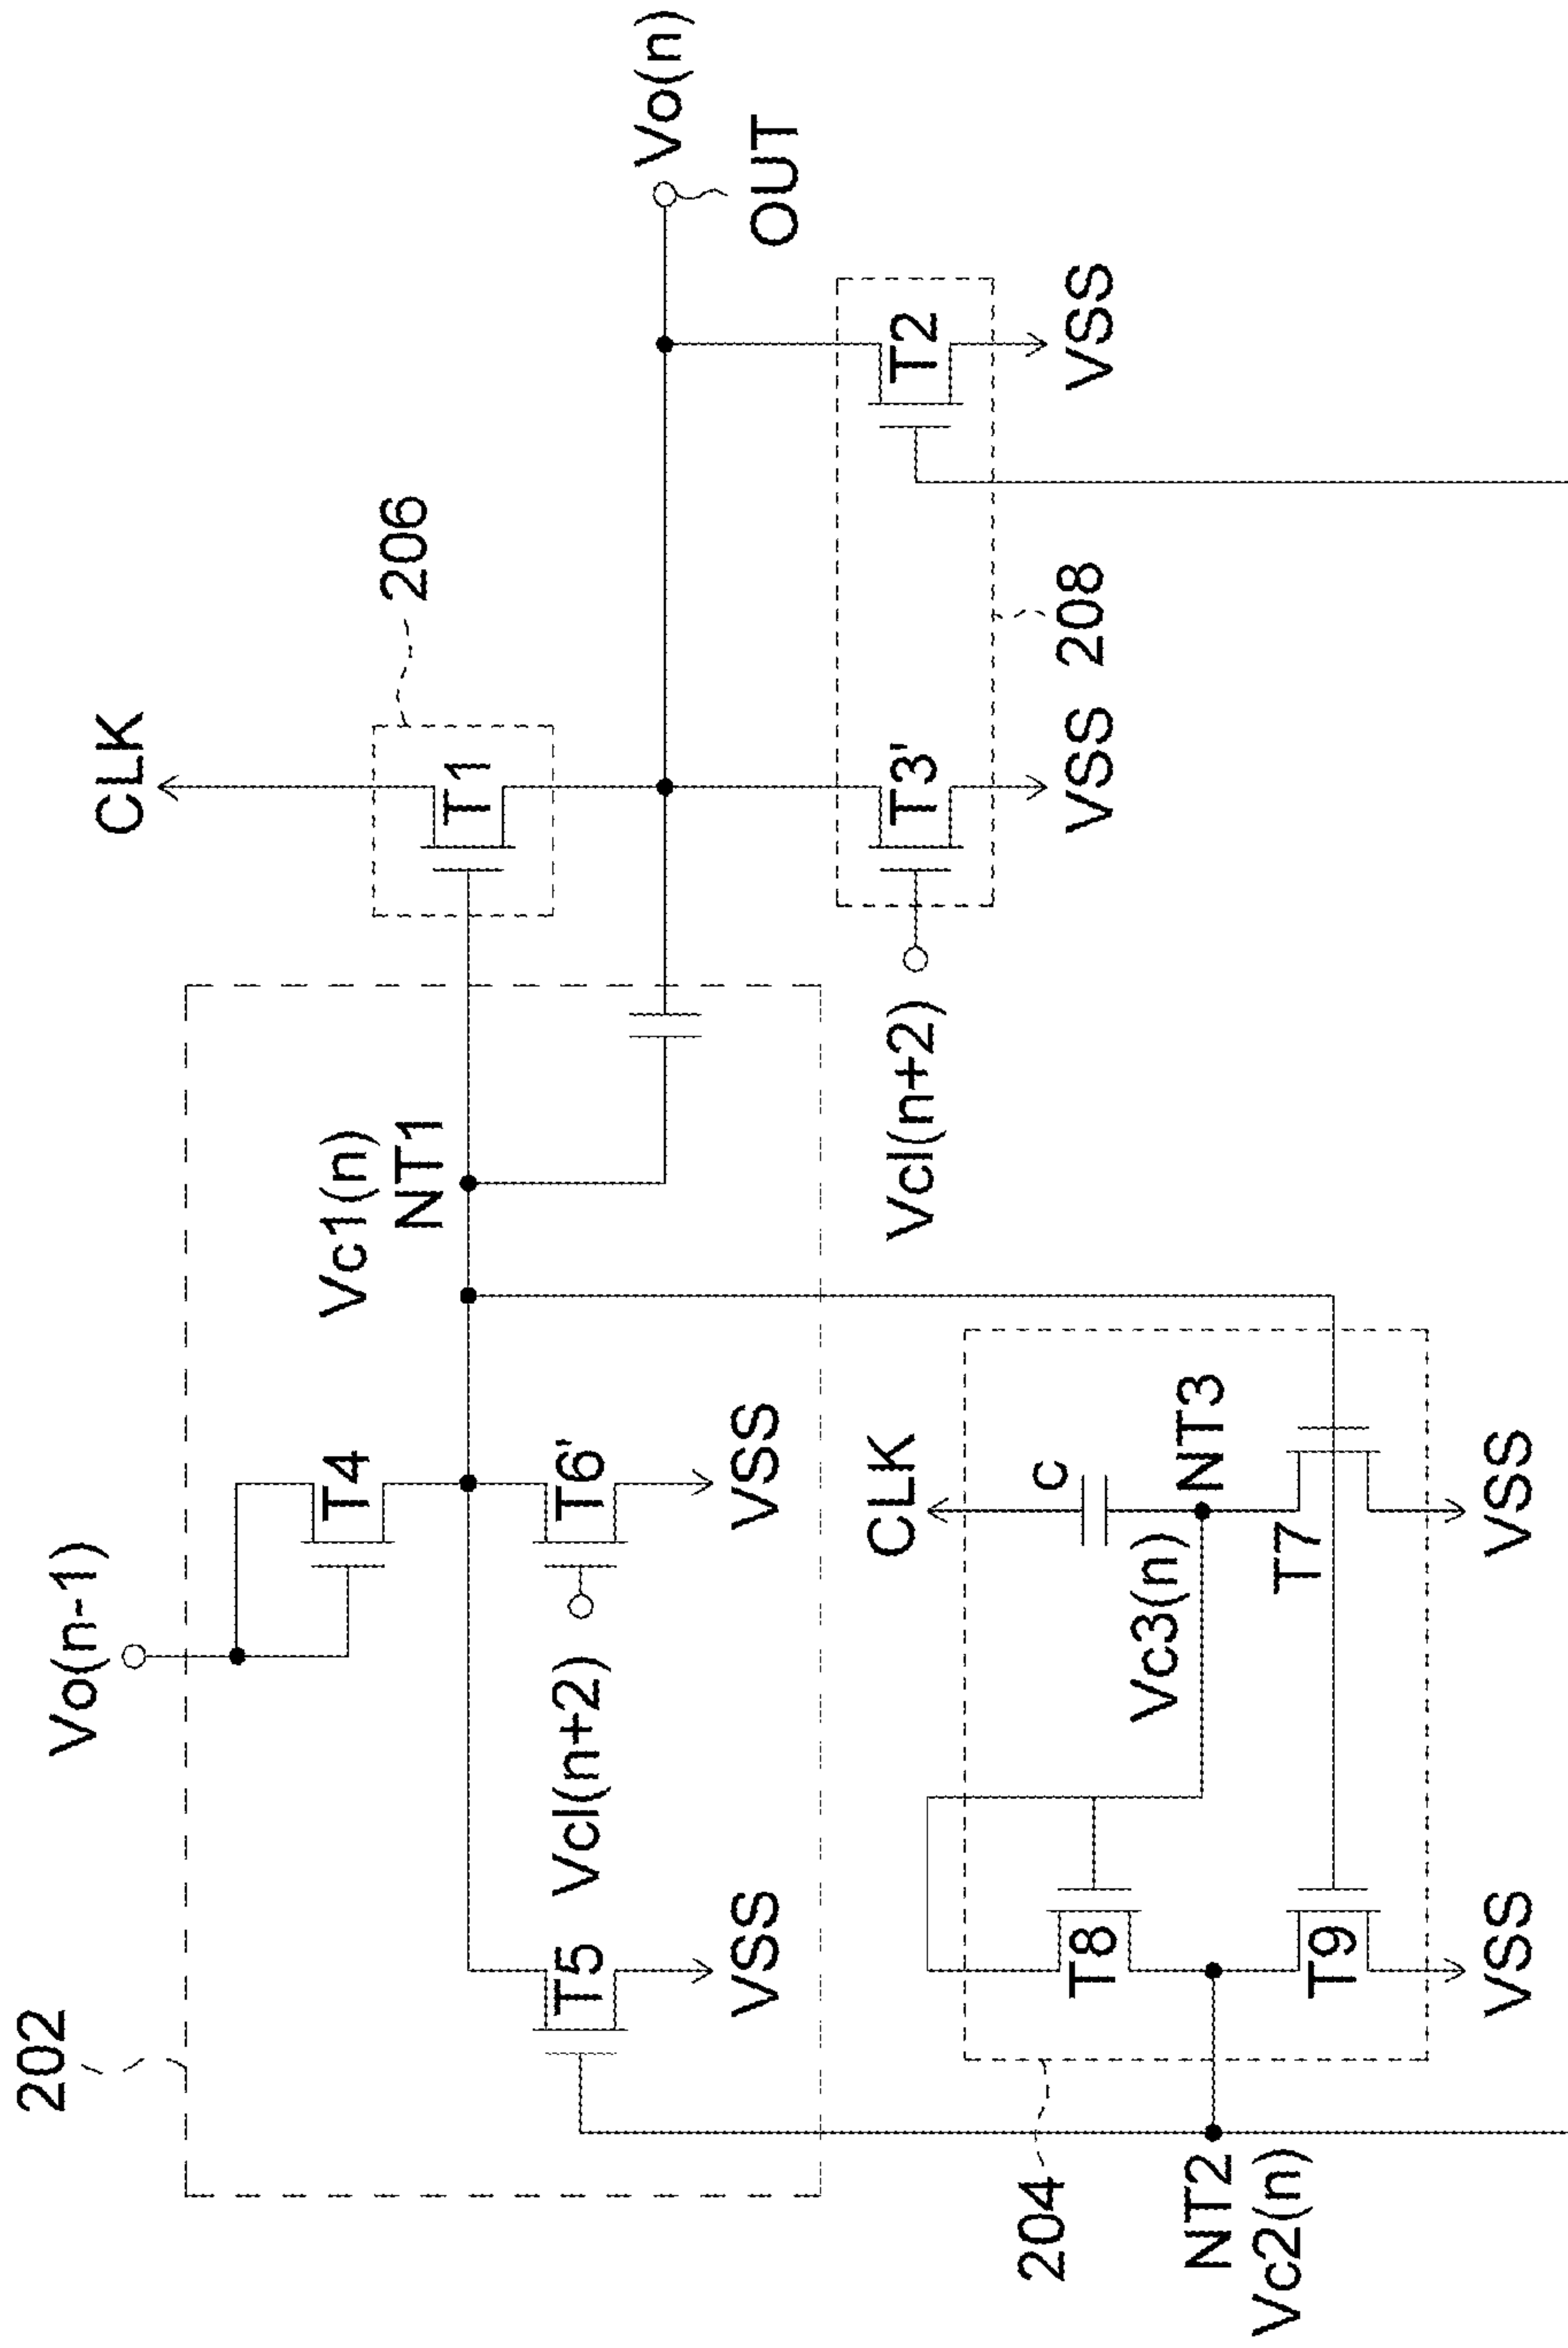 202
Vo(n-1)
CLK
206
Vo(n)
OUT
T4
T1
Vc1(n)
NT1
T5
T6'
Vcl(n+2)
VSS
VSS
Vcl(n+2)
T3'
T2
VSS
208
VSS
204
CLK
C
T8
Vc3(n)
NT3
NT2
Vc2(n)
T9
T7
VSS
VSS